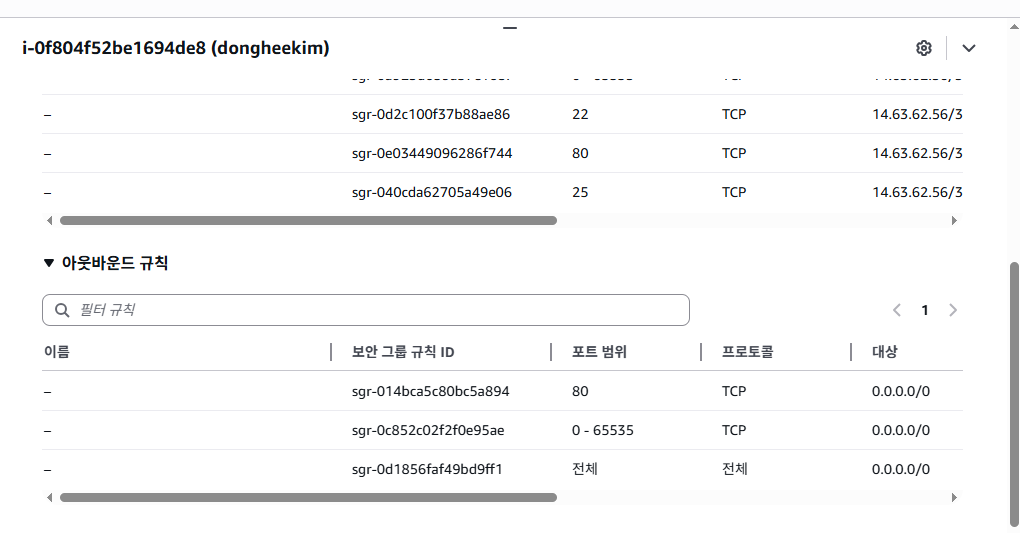 i-0f804f52be1694de8 (dongheekim)
– sgr-0d2c100f37b88ae86 22 TCP 14.63.62.56/3
– sgr-0e03449096286f744 80 TCP 14.63.62.56/3
– sgr-040cda62705a49e06 25 TCP 14.63.62.56/3
아웃바운드 규칙
필터 규칙
1
이름 보안 그룹 규칙 ID 포트 범위 프로토콜 대상
– sgr-014bca5c80bc5a894 80 TCP 0.0.0.0/0
– sgr-0c852c02f2f0e95ae 0 - 65535 TCP 0.0.0.0/0
– sgr-0d1856faf49bd9ff1 전체 전체 0.0.0.0/0